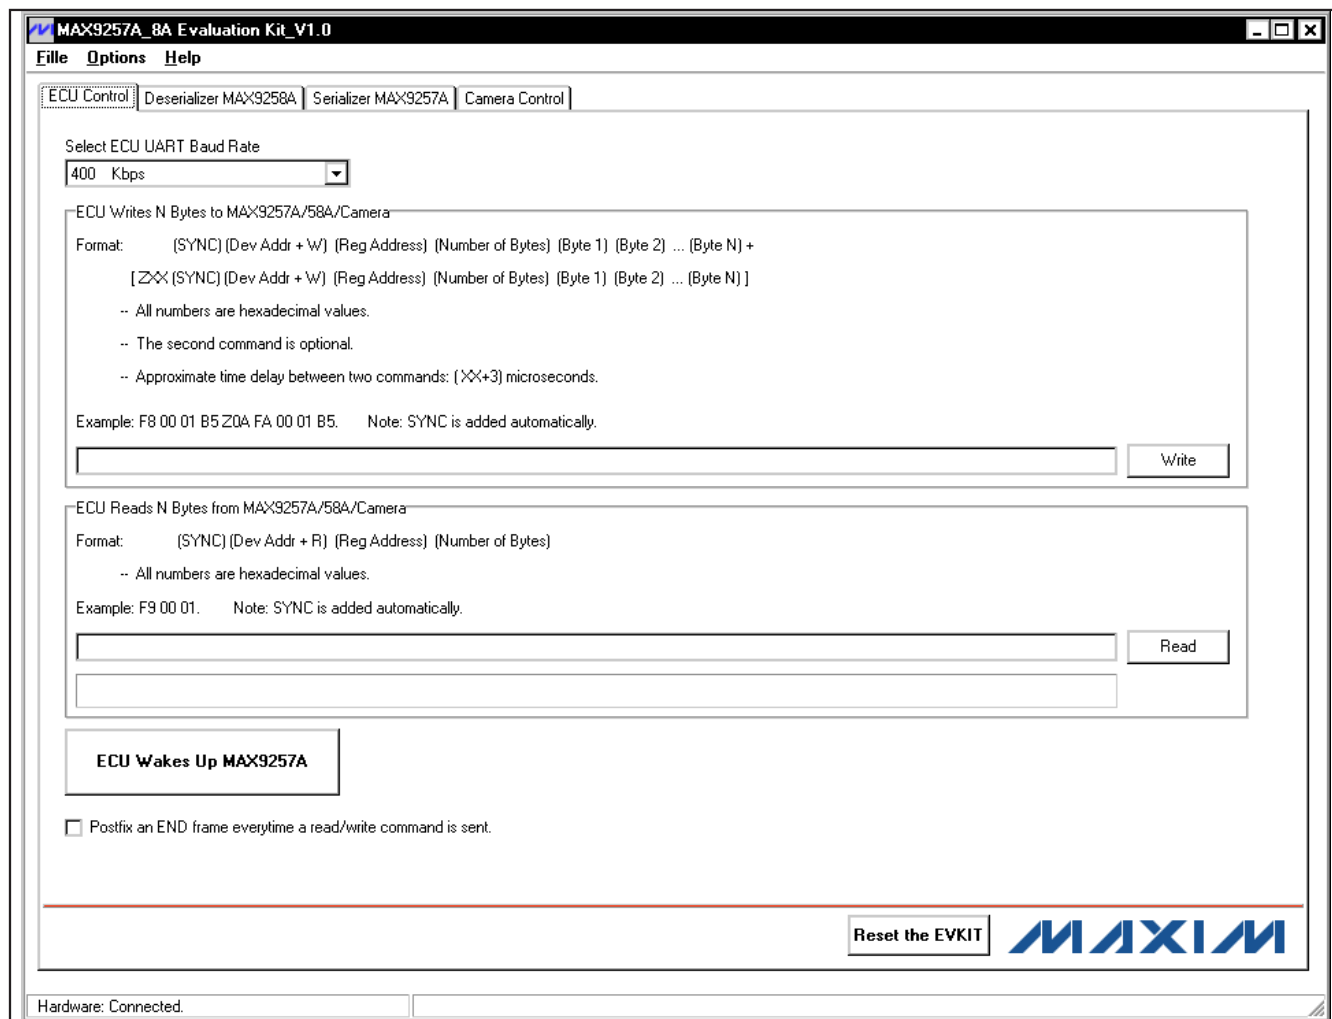 MAX9257A_8A Evaluation Kit_V1.0
Fille Options Help
ECU Control Deserializer MAX9258A Serializer MAX9257A Camera Control
Select ECU UART Baud Rate
400 Kbps
ECU Writes N Bytes to MAX9257A/58A/Camera
Format: (SYNC) (Dev Addr + W) (Reg Address) (Number of Bytes) (Byte 1) (Byte 2) ... (Byte N) +
[ ZXX (SYNC) (Dev Addr + W) (Reg Address) (Number of Bytes) (Byte 1) (Byte 2) ... (Byte N) ]
-- All numbers are hexadecimal values.
-- The second command is optional.
-- Approximate time delay between two commands: (XX+3) microseconds.
Example: F8 00 01 B5 Z0A FA 00 01 B5. Note: SYNC is added automatically.
Write
ECU Reads N Bytes from MAX9257A/58A/Camera
Format: (SYNC) (Dev Addr + R) (Reg Address) (Number of Bytes)
-- All numbers are hexadecimal values.
Example: F9 00 01. Note: SYNC is added automatically.
Read
ECU Wakes Up MAX9257A
Postfix an END frame everytime a read/write command is sent.
Reset the EVKIT
MAXIM
Hardware: Connected.